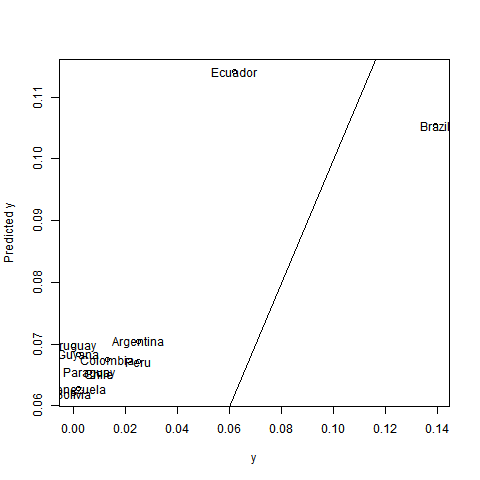 Ecuador
Brazil
Argentina
ruguay
Guyana
Colombia
Peru
Paraguay
Chile
nezuela
Bolivia
0.06
0.07
0.08
0.09
0.10
0.11
Predicted y
0.00
0.02
0.04
0.06
0.08
0.10
0.12
0.14
y